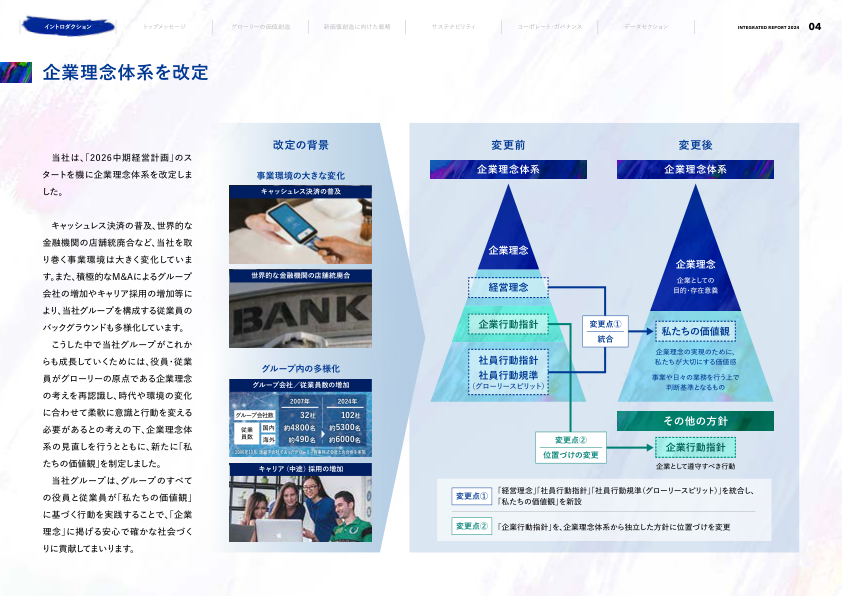 イントロダクション
トップメッセージ
グローリーの価値創造
新価値創造に向けた戦略
サステナビリティ
コーポレート・ガバナンス
データセクション
INTEGRATED REPORT 2024 04
企業理念体系を改定
当社は、「2026中期経営計画」のス
タートを機に企業理念体系を改定しま
した。
キャッシュレス決済の普及、世界的な
金融機関の店舗統廃合など、当社を取
り巻く事業環境は大きく変化していま
す。また、積極的なM&Aによるグループ
会社の増加やキャリア採用の増加等に
より、当社グループを構成する従業員の
バックグラウンドも多様化しています。
こうした中で当社グループがこれか
らも成長していくためには、役員・従業
員がグローリーの原点である企業理念
の考えを再認識し、時代や環境の変化
に合わせて柔軟に意識と行動を変える
必要があるとの考えの下、企業理念体
系の見直しを行うとともに、新たに「私
たちの価値観」を制定しました。
当社グループは、グループのすべて
の役員と従業員が「私たちの価値観」
に基づく行動を実践することで、「企業
理念」に掲げる安心で確かな社会づく
りに貢献してまいります。
改定の背景
事業環境の大きな変化
キャッシュレス決済の普及
世界的な金融機関の店舗統廃合
BANK
グループ内の多様化
グループ会社/従業員数の増加
2007年 2024年
グループ会社数 32社 102社
従業員数 国内 約4800名 約5300名
海外 約490名 約6000名
キャリア(中途)採用の増加
変更前
企業理念体系
企業理念
経営理念
企業行動指針
社員行動指針
社員行動規準
(グローリースピリット)
変更点①
統合
変更点②
位置づけの変更
変更後
企業理念体系
企業理念
企業としての
目的・存在意義
私たちの価値観
企業理念の実現のために、
私たちが大切にする価値感
事業や日々の業務を行う上で
判断基準となるもの
その他の方針
企業行動指針
企業として遵守すべき行動
変更点① 「経営理念」「社員行動指針」「社員行動規準(グローリースピリット)」を統合し、
「私たちの価値観」を新設
変更点② 「企業行動指針」を、企業理念体系から独立した方針に位置づけを変更